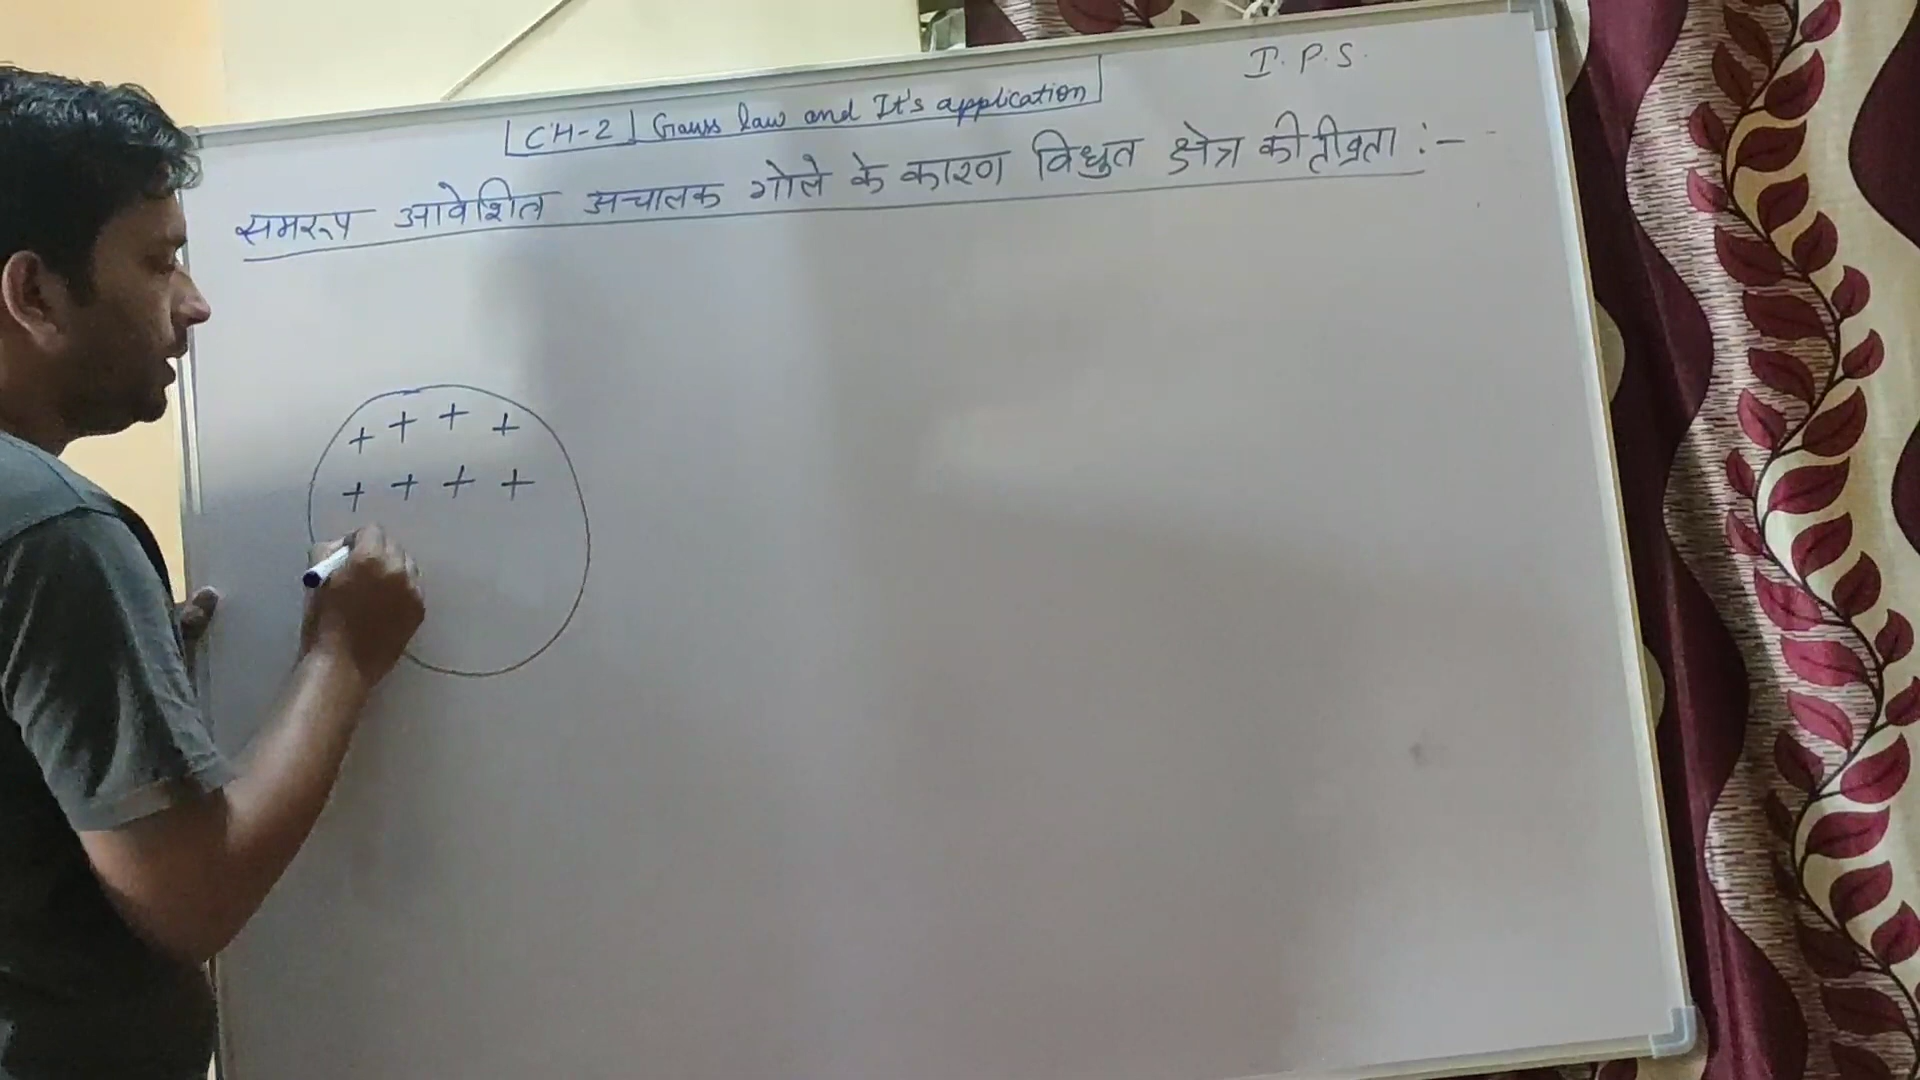 I.P.S.
CH-2 Gauss law and It's application
समरूप आवेशित अचालक गोले के कारण विधुत क्षेत्र की तीव्रता :-
+ + + +
+ + + +